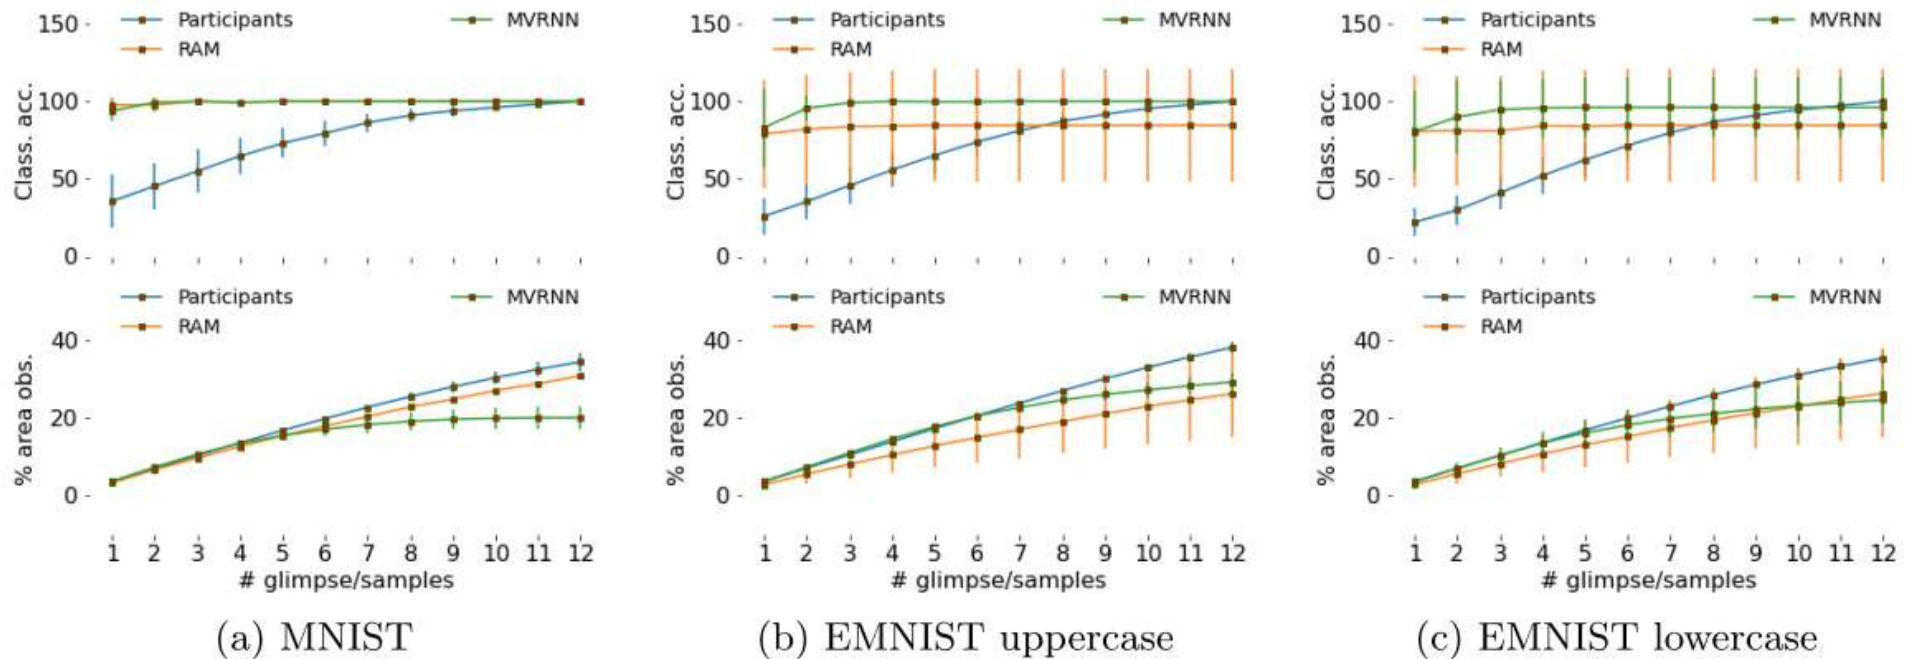 150 -
Participants
MVRNN
RAM
Class. acc.
100 -
50 -
0 -
Participants
MVRNN
RAM
% area obs.
40 -
20 -
0 -
1 2 3 4 5 6 7 8 9 10 11 12
# glimpse/samples
(a) MNIST
150 -
Participants
MVRNN
RAM
Class. acc.
100 -
50 -
0 -
Participants
MVRNN
RAM
% area obs.
40 -
20 -
0 -
1 2 3 4 5 6 7 8 9 10 11 12
# glimpse/samples
(b) EMNIST uppercase
150 -
Participants
MVRNN
RAM
Class. acc.
100 -
50 -
0 -
Participants
MVRNN
RAM
% area obs.
40 -
20 -
0 -
1 2 3 4 5 6 7 8 9 10 11 12
# glimpse/samples
(c) EMNIST lowercase